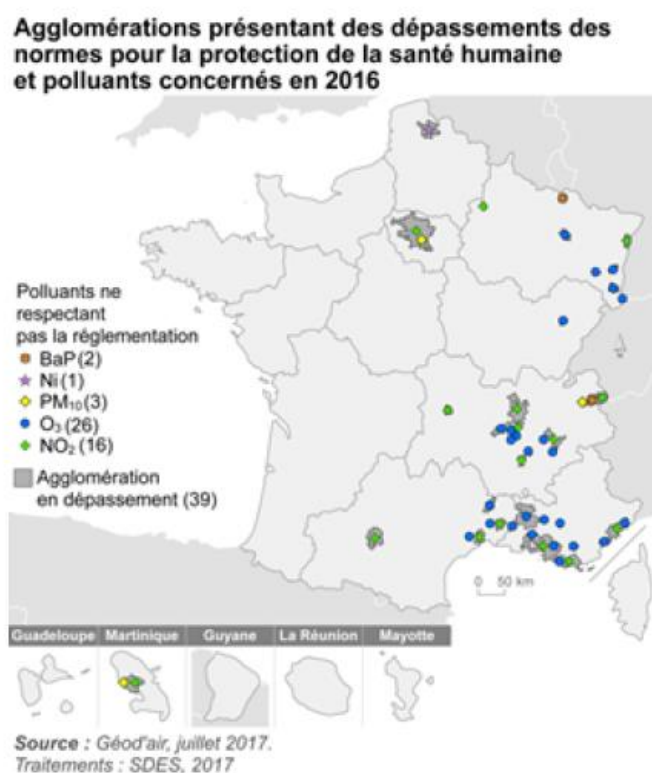 Agglomérations présentant des dépassements des
normes pour la protection de la santé humaine
et polluants concernés en 2016
Polluants ne
respectant
pas la réglementation
BaP (2)
Ni (1)
PM₁₀ (3)
O₃ (26)
NO₂ (16)
Agglomération
en dépassement (39)
0 50 km
Guadeloupe Martinique Guyane La Réunion Mayotte
Source : Géod'air, juillet 2017.
Traitements : SDES, 2017